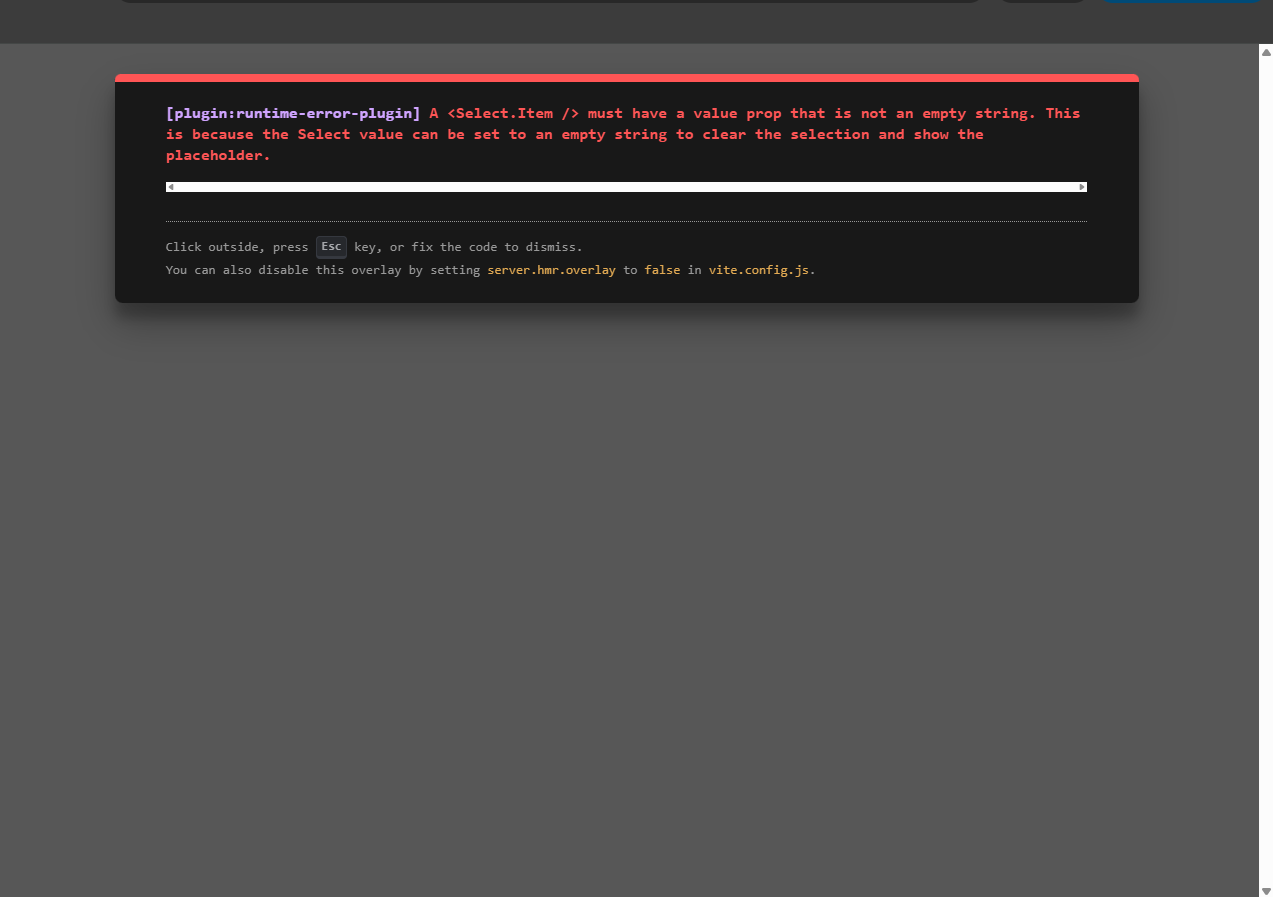 [plugin:runtime-error-plugin] A <Select.Item /> must have a value prop that is not an empty string. This
is because the Select value can be set to an empty string to clear the selection and show the
placeholder.
Click outside, press Esc key, or fix the code to dismiss.
You can also disable this overlay by setting server.hmr.overlay to false in vite.config.js.